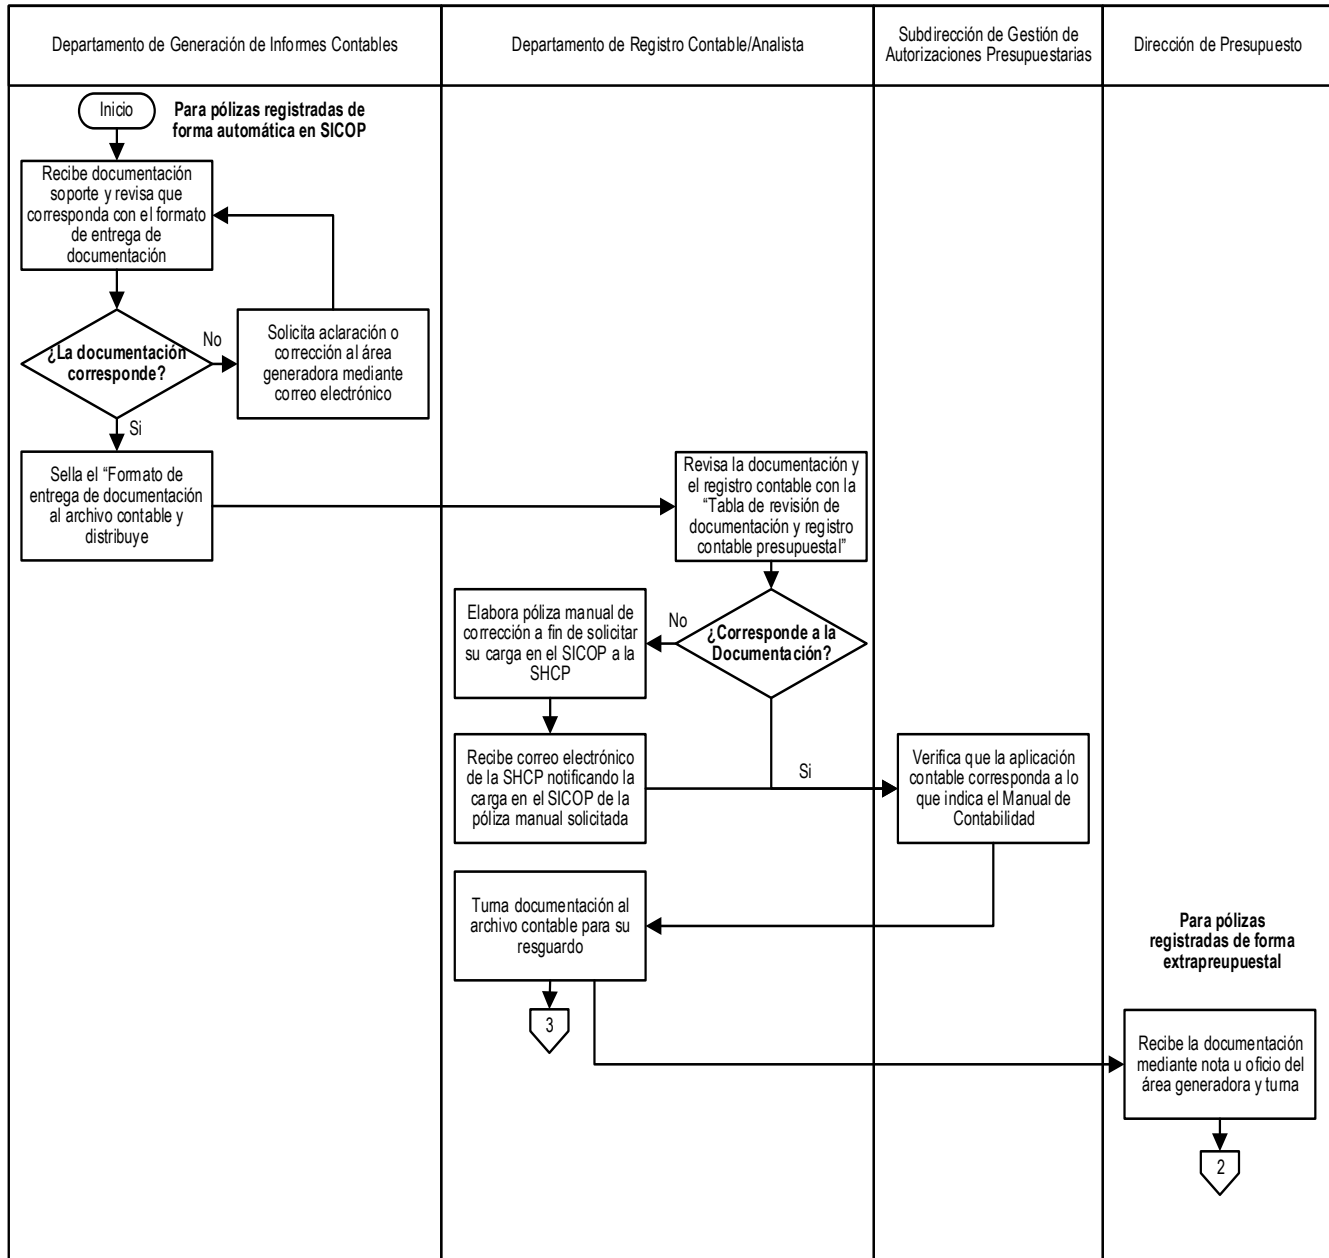 Departamento de Generación de Informes Contables
Departamento de Registro Contable/Analista
Subdirección de Gestión de
Autorizaciones Presupuestarias
Dirección de Presupuesto
Inicio
Para pólizas registradas de
forma automática en SICOP
Recibe documentación
soporte y revisa que
corresponda con el formato
de entrega de
documentación
¿La documentación
corresponde?
No
Solicita aclaración o
corrección al área
generadora mediante
correo electrónico
Si
Sella el “Formato de
entrega de documentación
al archivo contable y
distribuye
Revisa la documentación y
el registro contable con la
“Tabla de revisión de
documentación y registro
contable presupuestal”
¿Corresponde a la
Documentación?
No
Elabora póliza manual de
corrección a fin de solicitar
su carga en el SICOP a la
SHCP
Recibe correo electrónico
de la SHCP notificando la
carga en el SICOP de la
póliza manual solicitada
Si
Verifica que la aplicación
contable corresponda a lo
que indica el Manual de
Contabilidad
Turna documentación al
archivo contable para su
resguardo
3
Para pólizas
registradas de forma
extrapreupuestal
Recibe la documentación
mediante nota u oficio del
área generadora y turna
2